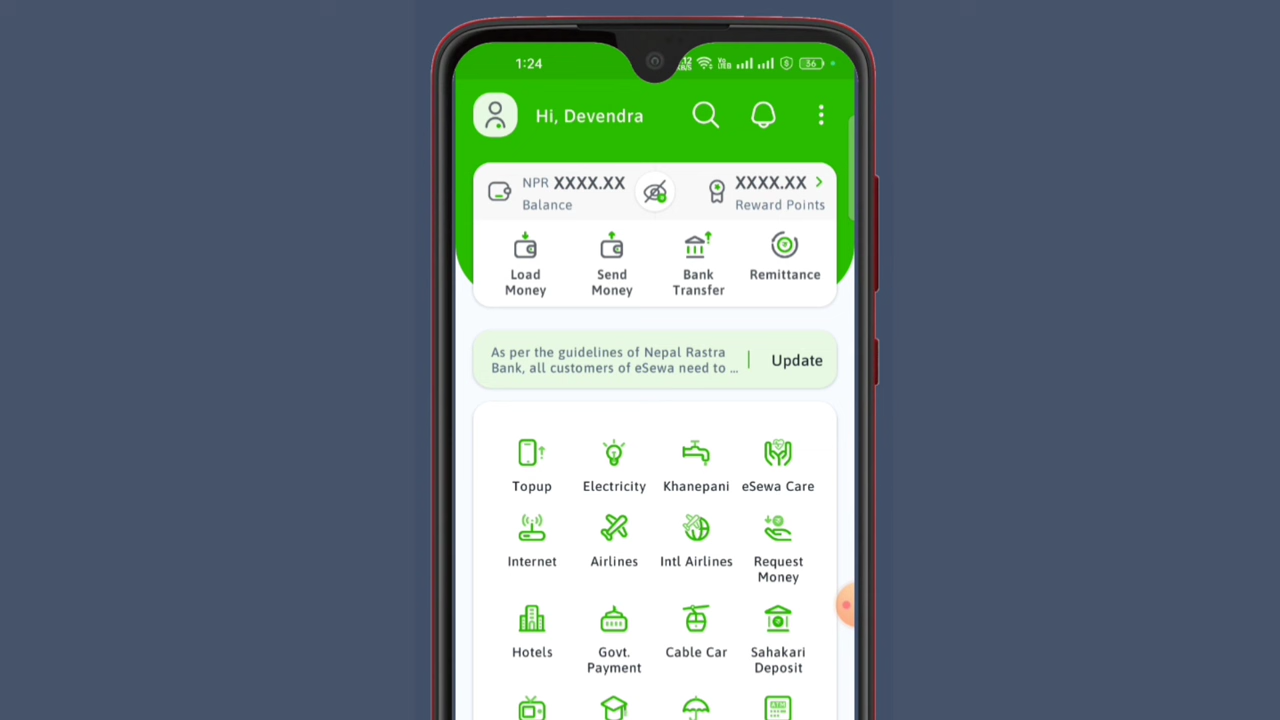 1:24
36
Hi, Devendra
NPR XXXX.XX
Balance
XXXX.XX
Reward Points
Load
Money
Send
Money
Bank
Transfer
Remittance
As per the guidelines of Nepal Rastra
Bank, all customers of eSewa need to ...
Update
Topup
Electricity
Khanepani
eSewa Care
Internet
Airlines
Intl Airlines
Request
Money
Hotels
Govt.
Payment
Cable Car
Sahakari
Deposit
ATM